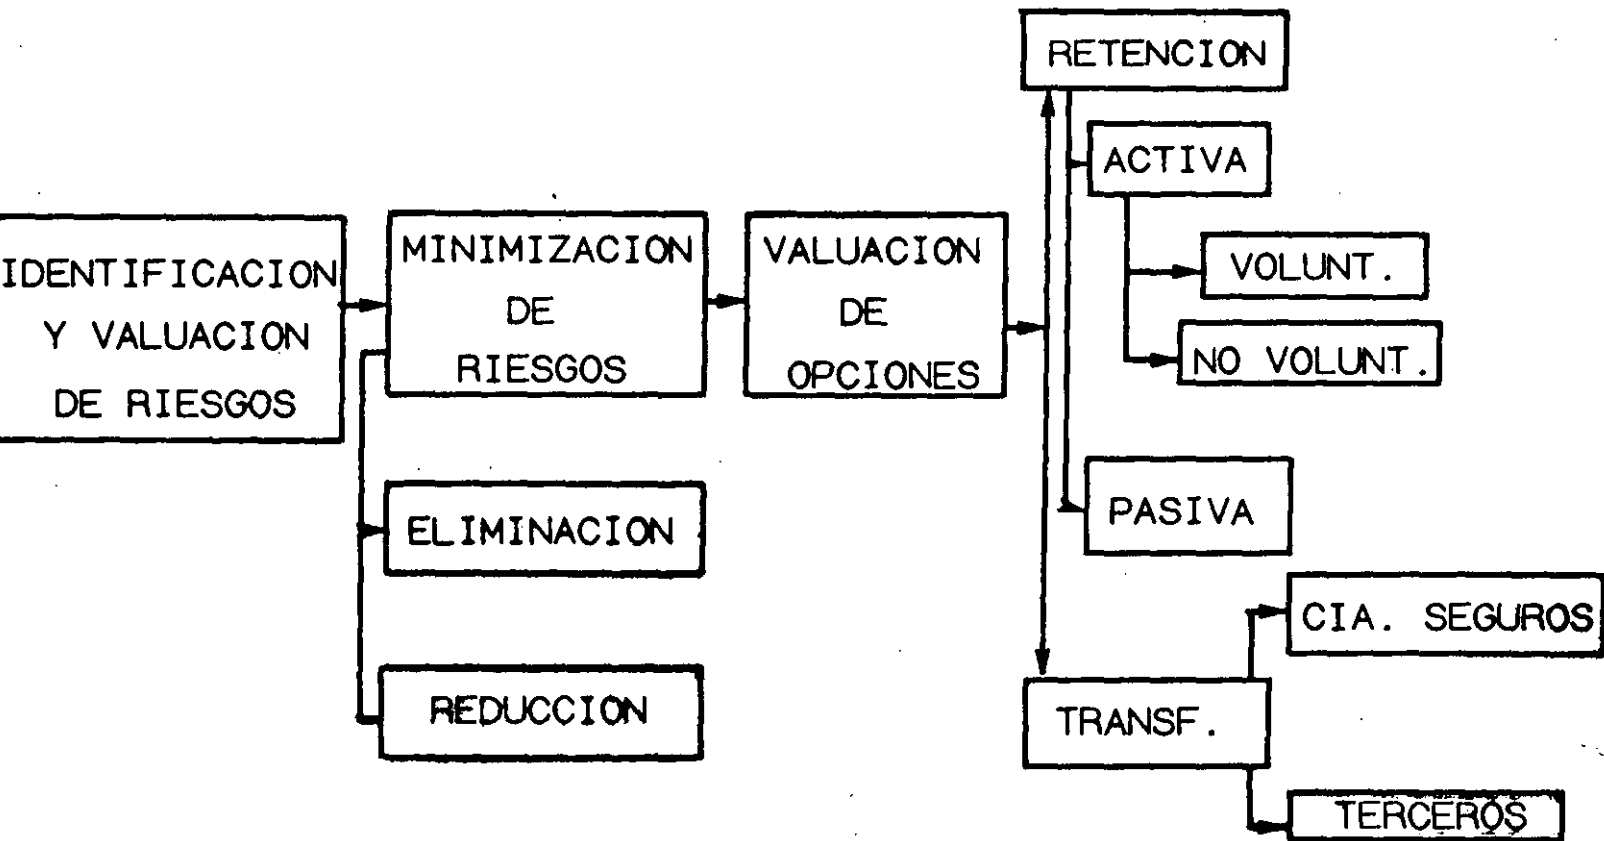 IDENTIFICACION
Y VALUACION
DE RIESGOS
MINIMIZACION
DE
RIESGOS
ELIMINACION
REDUCCION
VALUACION
DE
OPCIONES
RETENCION
ACTIVA
VOLUNT.
NO VOLUNT.
PASIVA
TRANSF.
CIA. SEGUROS
TERCEROS